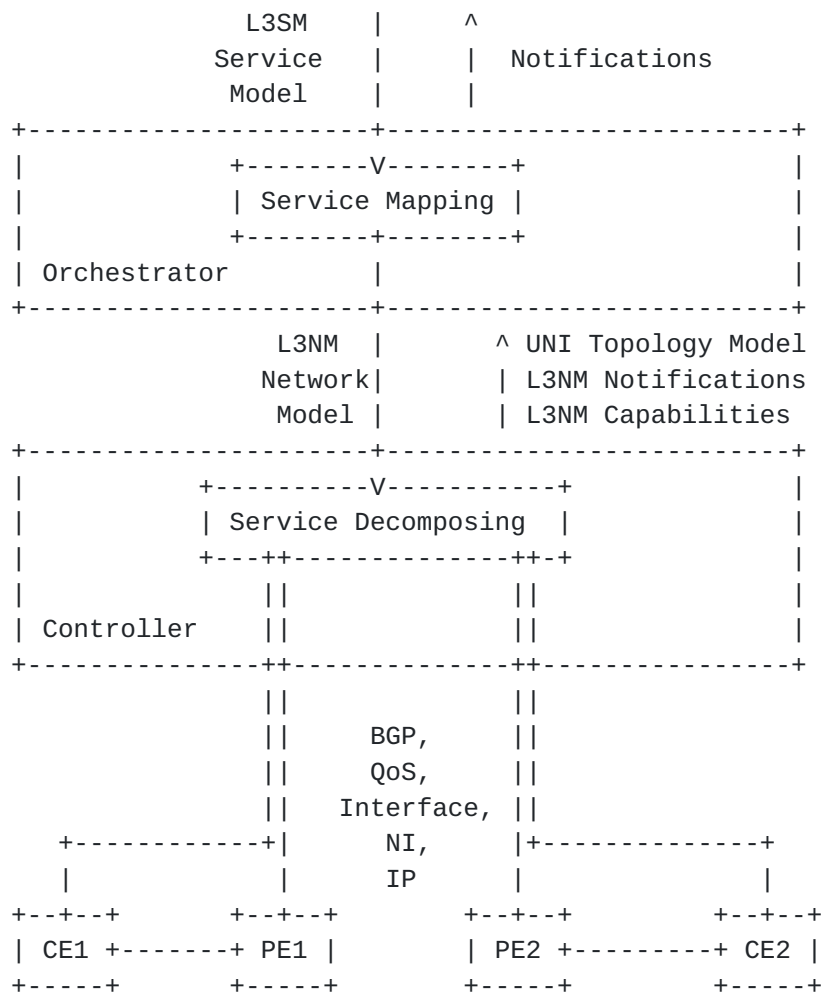 L3SM | ^
Service | | Notifications
Model | |
+----------------------+--------------------------+
| +--------V--------+ |
| | Service Mapping | |
| +--------+--------+ |
| Orchestrator | |
+----------------------+--------------------------+
L3NM | ^ UNI Topology Model
Network| | L3NM Notifications
Model | | L3NM Capabilities
+----------------------+--------------------------+
| +----------V-----------+ |
| | Service Decomposing | |
| +---++--------------++-+ |
| || || |
| Controller || || |
+---------------++--------------++----------------+
|| ||
|| BGP, ||
|| QoS, ||
|| Interface, ||
+------------+| NI, |+--------------+
| | IP | |
+--+--+ +--+--+ +--+--+ +--+--+
| CE1 +-------+ PE1 | | PE2 +---------+ CE2 |
+-----+ +-----+ +-----+ +-----+